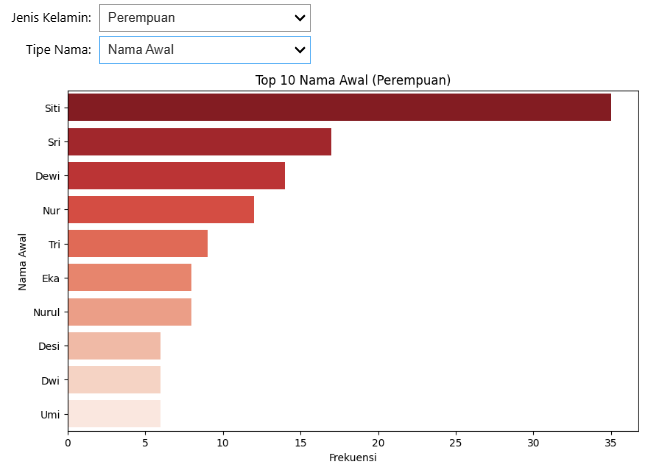 Jenis Kelamin: Perempuan
Tipe Nama: Nama Awal
Top 10 Nama Awal (Perempuan)
Nama Awal
Siti
Sri
Dewi
Nur
Tri
Eka
Nurul
Desi
Dwi
Umi
0 5 10 15 20 25 30 35
Frekuensi